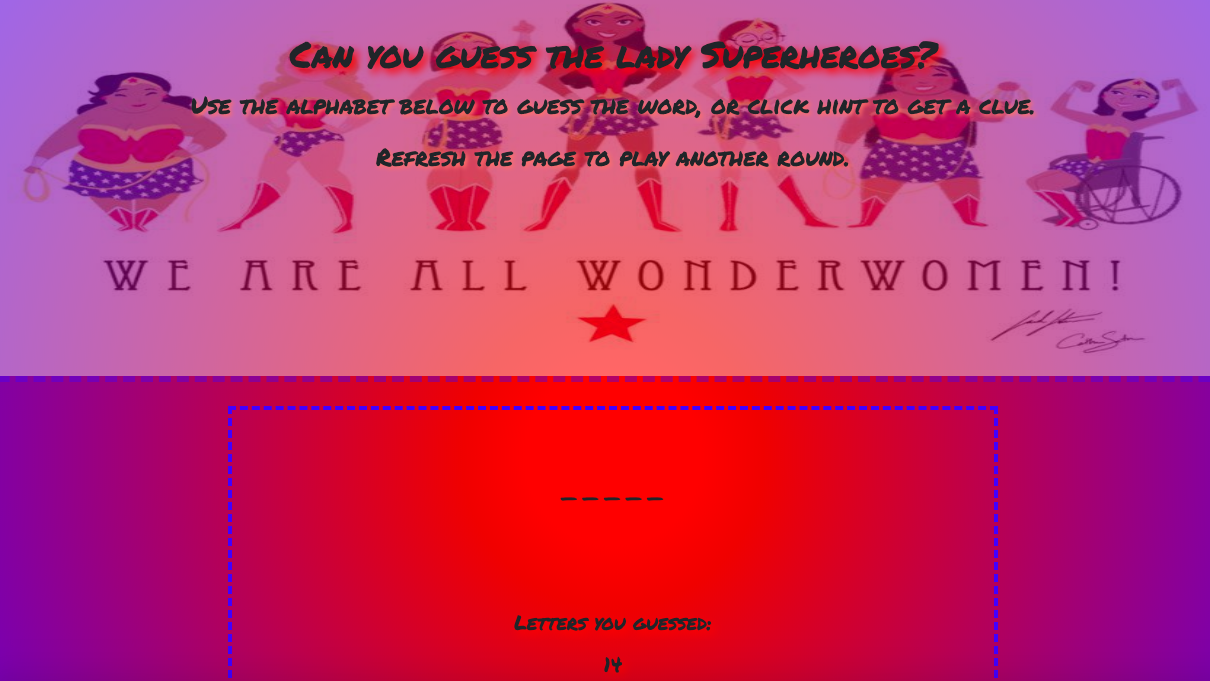 Can you guess the lady Superheroes?
Use the alphabet below to guess the word, or click hint to get a clue.
Refresh the page to play another round.
WE ARE ALL WONDERWOMEN!
_ _ _ _ _
Letters you guessed:
14